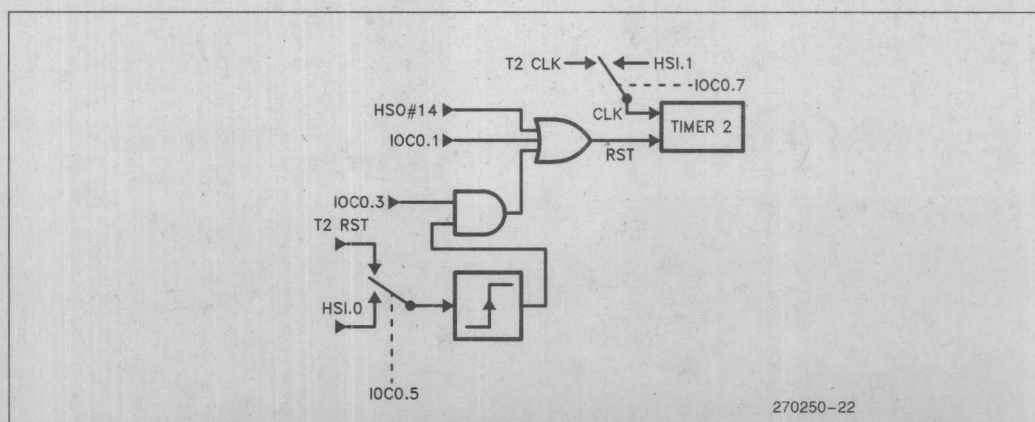 T2 CLK
HSI.1
IOC0.7
HSO#14
CLK
TIMER 2
IOC0.1
RST
IOC0.3
T2 RST
HSI.0
IOC0.5
270250-22